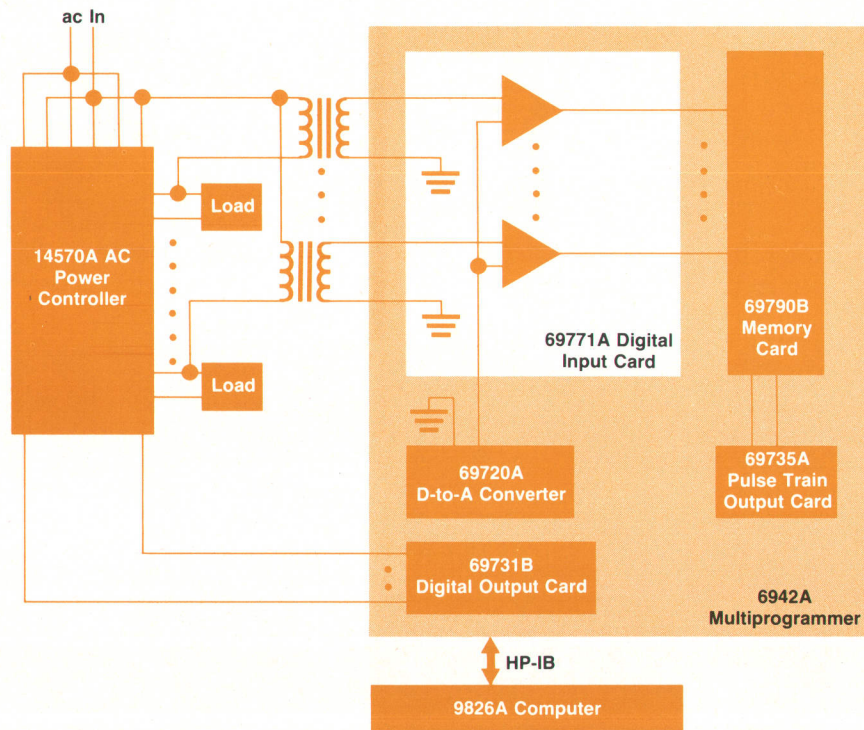 ac In
Load
14570A AC
Power
Controller
Load
69771A Digital
Input Card
69790B
Memory
Card
69720A
D-to-A Converter
69735A
Pulse Train
Output Card
69731B
Digital Output Card
6942A
Multiprogrammer
HP-IB
9826A Computer